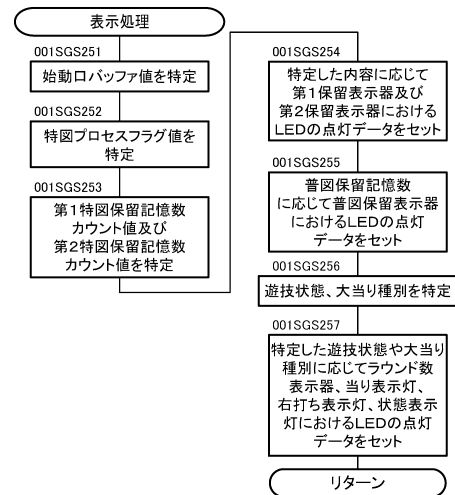 表示処理
001SGS251
始動口バッファ値を特定
001SGS252
特図プロセスフラグ値を
特定
001SGS253
第１特図保留記憶数
カウント値及び
第２特図保留記憶数
カウント値を特定
001SGS254
特定した内容に応じて
第１保留表示器及び
第２保留表示器における
ＬＥＤの点灯データをセット
001SGS255
普図保留記憶数
に応じて普図保留表示器
におけるＬＥＤの点灯
データをセット
001SGS256
遊技状態、大当り種別を特定
001SGS257
特定した遊技状態や大当り
種別に応じてラウンド数
表示器、当り表示灯、
右打ち表示灯、状態表示
灯におけるＬＥＤの点灯
データをセット
リターン